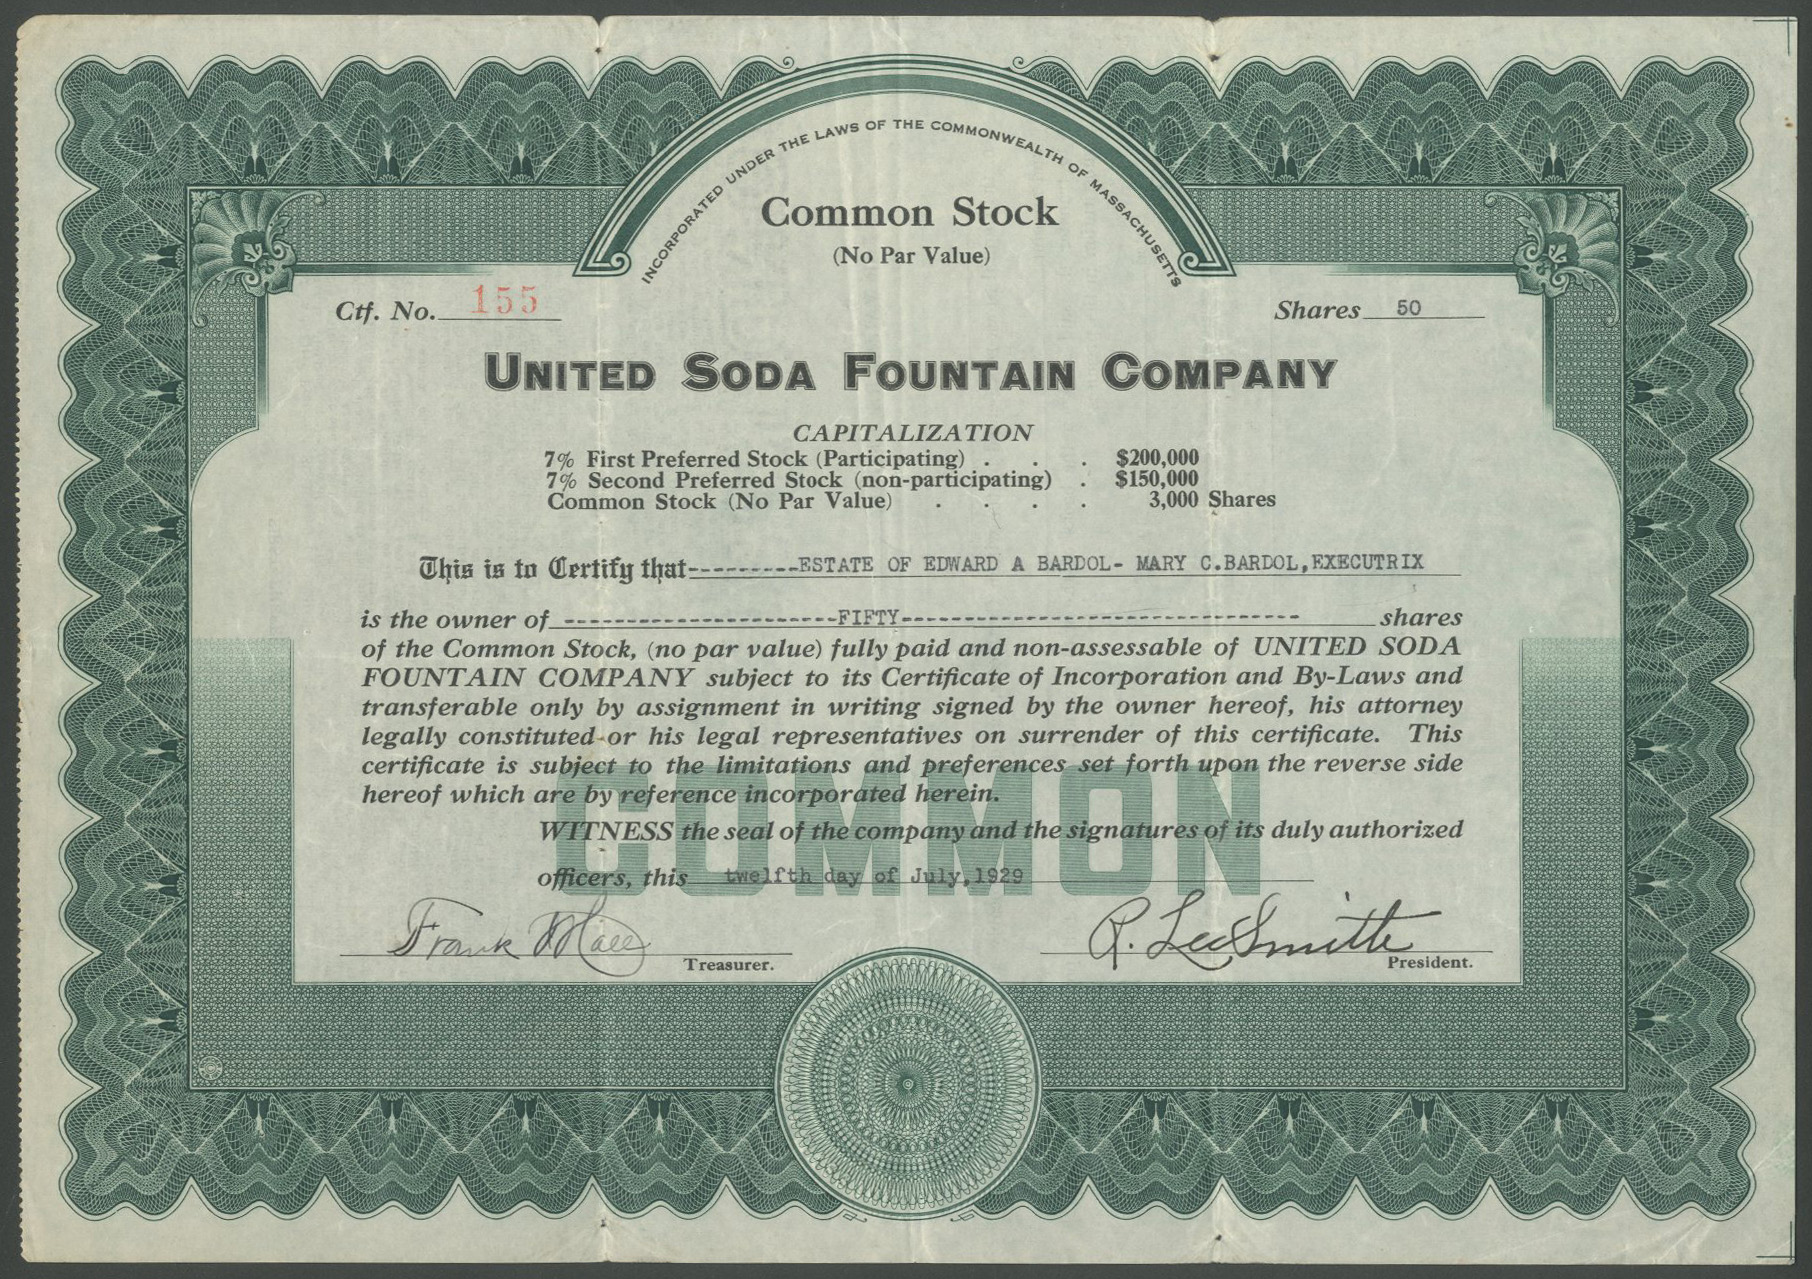 INCORPORATED UNDER THE LAWS OF THE COMMONWEALTH OF MASSACHUSETTS
Common Stock
(No Par Value)
Ctf. No. 155
Shares 50
UNITED SODA FOUNTAIN COMPANY
CAPITALIZATION
7% First Preferred Stock (Participating) . . . $200,000
7% Second Preferred Stock (non-participating) . $150,000
Common Stock (No Par Value) . . . . 3,000 Shares
This is to Certify that---------ESTATE OF EDWARD A BARDOL- MARY C.BARDOL,EXECUTRIX
is the owner of ----------------------FIFTY-------------------------------- shares
of the Common Stock, (no par value) fully paid and non-assessable of UNITED SODA
FOUNTAIN COMPANY subject to its Certificate of Incorporation and By-Laws and
transferable only by assignment in writing signed by the owner hereof, his attorney
legally constituted or his legal representatives on surrender of this certificate. This
certificate is subject to the limitations and preferences set forth upon the reverse side
hereof which are by reference incorporated herein.
COMMON
WITNESS the seal of the company and the signatures of its duly authorized
officers, this twelfth day of July,1929
Frank
Treasurer.
R. Lee Smith
President.